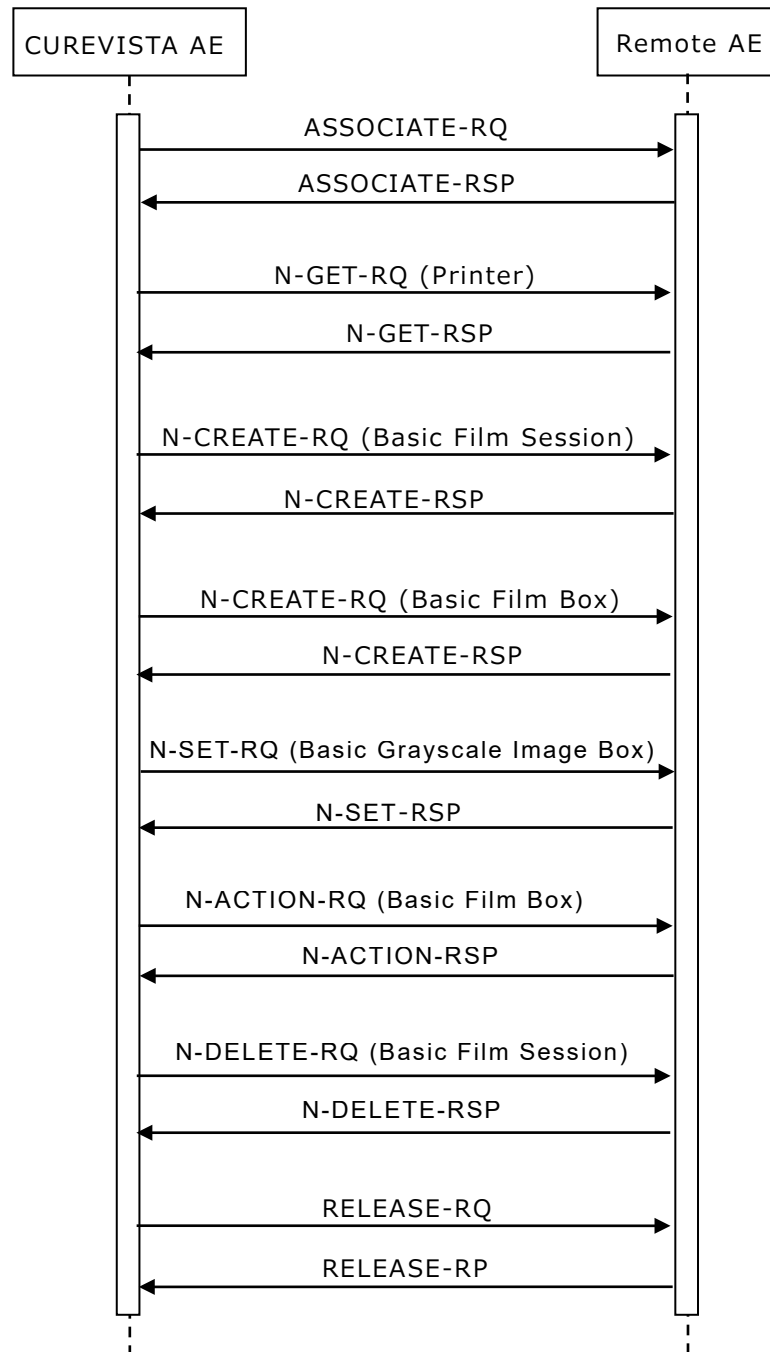 CUREVISTA AE
Remote AE
ASSOCIATE-RQ
ASSOCIATE-RSP
N-GET-RQ (Printer)
N-GET-RSP
N-CREATE-RQ (Basic Film Session)
N-CREATE-RSP
N-CREATE-RQ (Basic Film Box)
N-CREATE-RSP
N-SET-RQ (Basic Grayscale Image Box)
N-SET-RSP
N-ACTION-RQ (Basic Film Box)
N-ACTION-RSP
N-DELETE-RQ (Basic Film Session)
N-DELETE-RSP
RELEASE-RQ
RELEASE-RP